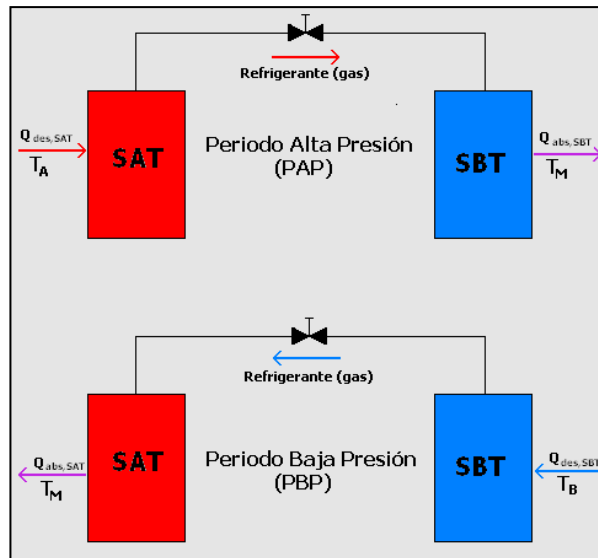 Refrigerante (gas)
Q des,SAT
T A
SAT
Periodo Alta Presión
(PAP)
SBT
Q abs,SBT
T M
Refrigerante (gas)
Q abs,SAT
T M
SAT
Periodo Baja Presión
(PBP)
SBT
Q des,SBT
T B